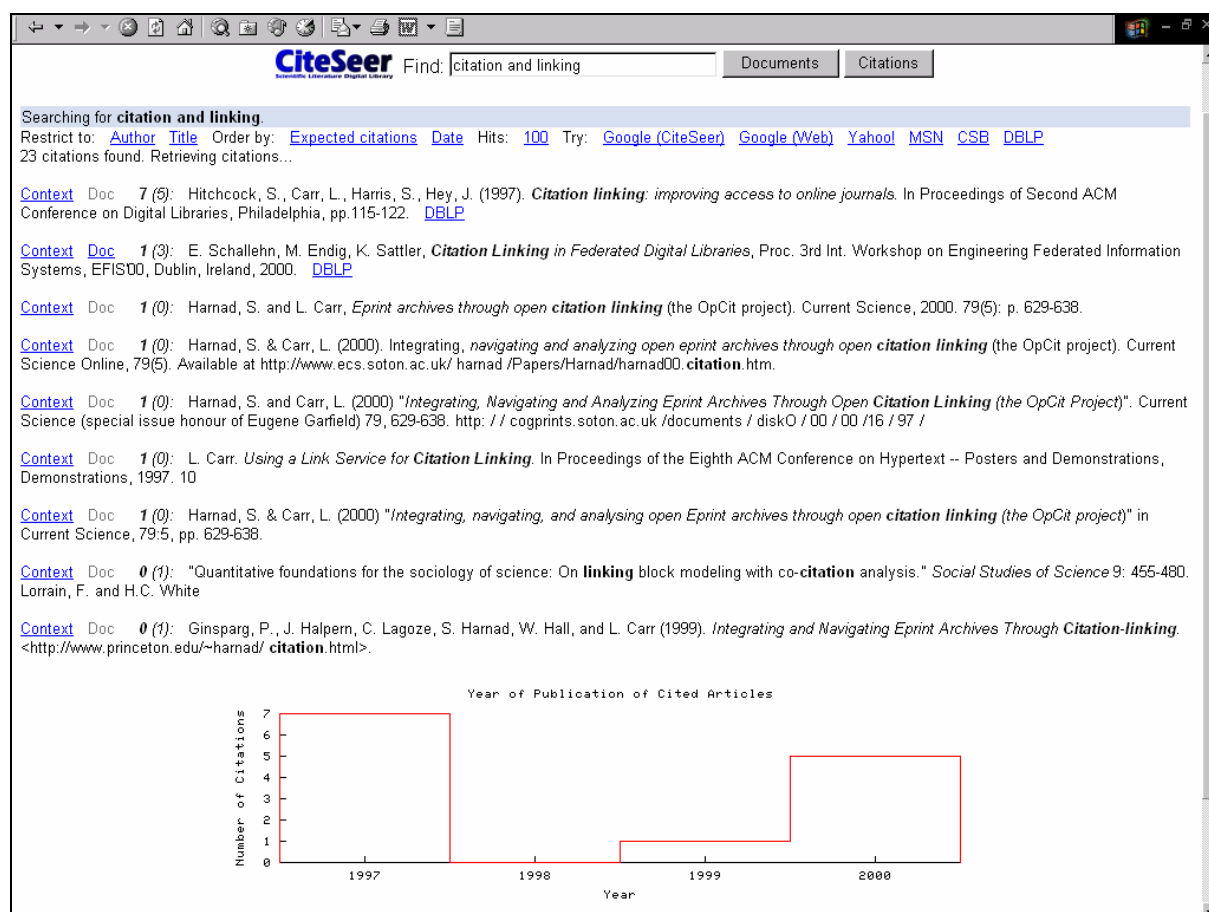 CiteSeer Find: citation and linking Documents Citations
Scientific Literature Digital Library
Searching for citation and linking.
Restrict to: Author Title Order by: Expected citations Date Hits: 100 Try: Google (CiteSeer) Google (Web) Yahoo! MSN CSB DBLP
23 citations found. Retrieving citations...
Context Doc 7 (5): Hitchcock, S., Carr, L., Harris, S., Hey, J. (1997). Citation linking: improving access to online journals. In Proceedings of Second ACM
Conference on Digital Libraries, Philadelphia, pp.115-122. DBLP
Context Doc 1 (3): E. Schallehn, M. Endig, K. Sattler, Citation Linking in Federated Digital Libraries, Proc. 3rd Int. Workshop on Engineering Federated Information
Systems, EFIS'00, Dublin, Ireland, 2000. DBLP
Context Doc 1 (0): Harnad, S. and L. Carr, Eprint archives through open citation linking (the OpCit project). Current Science, 2000. 79(5): p. 629-638.
Context Doc 1 (0): Harnad, S. & Carr, L. (2000). Integrating, navigating and analyzing open eprint archives through open citation linking (the OpCit project). Current
Science Online, 79(5). Available at http://www.ecs.soton.ac.uk/ harnad /Papers/Harnad/harnad00.citation.htm.
Context Doc 1 (0): Harnad, S. and Carr, L. (2000) "Integrating, Navigating and Analyzing Eprint Archives Through Open Citation Linking (the OpCit Project)". Current
Science (special issue honour of Eugene Garfield) 79, 629-638. http: / / cogprints.soton.ac.uk /documents / diskO / 00 / 00 /16 / 97 /
Context Doc 1 (0): L. Carr. Using a Link Service for Citation Linking. In Proceedings of the Eighth ACM Conference on Hypertext -- Posters and Demonstrations,
Demonstrations, 1997. 10
Context Doc 1 (0): Harnad, S. & Carr, L. (2000) "Integrating, navigating, and analysing open Eprint archives through open citation linking (the OpCit project)" in
Current Science, 79:5, pp. 629-638.
Context Doc 0 (1): "Quantitative foundations for the sociology of science: On linking block modeling with co-citation analysis." Social Studies of Science 9: 455-480.
Lorrain, F. and H.C. White
Context Doc 0 (1): Ginsparg, P., J. Halpern, C. Lagoze, S. Harnad, W. Hall, and L. Carr (1999). Integrating and Navigating Eprint Archives Through Citation-linking.
<http://www.princeton.edu/~harnad/ citation.html>.
Year of Publication of Cited Articles
Number of Citations
7
6
5
4
3
2
1
0
1997 1998 1999 2000
Year